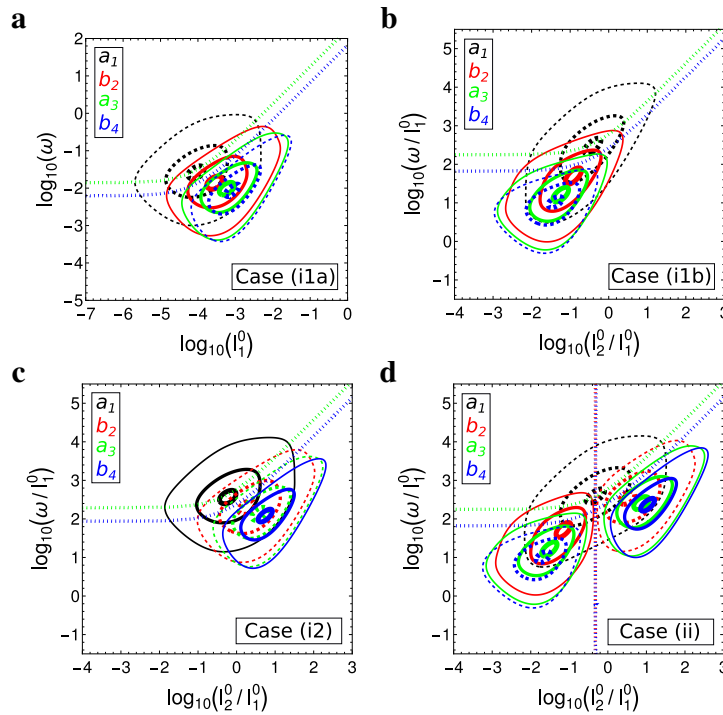 a
2
1
0
-1
-2
-3
-4
-5
log₁₀(ω)
a₁
b₂
a₃
b₄
Case (i1a)
-7 -6 -5 -4 -3 -2 -1 0
log₁₀(I₁⁰)
b
5
4
3
2
1
0
-1
log₁₀(ω/I₁⁰)
a₁
b₂
a₃
b₄
Case (i1b)
-4 -3 -2 -1 0 1 2 3
log₁₀(I₂⁰/I₁⁰)
c
5
4
3
2
1
0
-1
log₁₀(ω/I₁⁰)
a₁
b₂
a₃
b₄
Case (i2)
-4 -3 -2 -1 0 1 2 3
log₁₀(I₂⁰/I₁⁰)
d
5
4
3
2
1
0
-1
log₁₀(ω/I₁⁰)
a₁
b₂
a₃
b₄
Case (ii)
-4 -3 -2 -1 0 1 2 3
log₁₀(I₂⁰/I₁⁰)